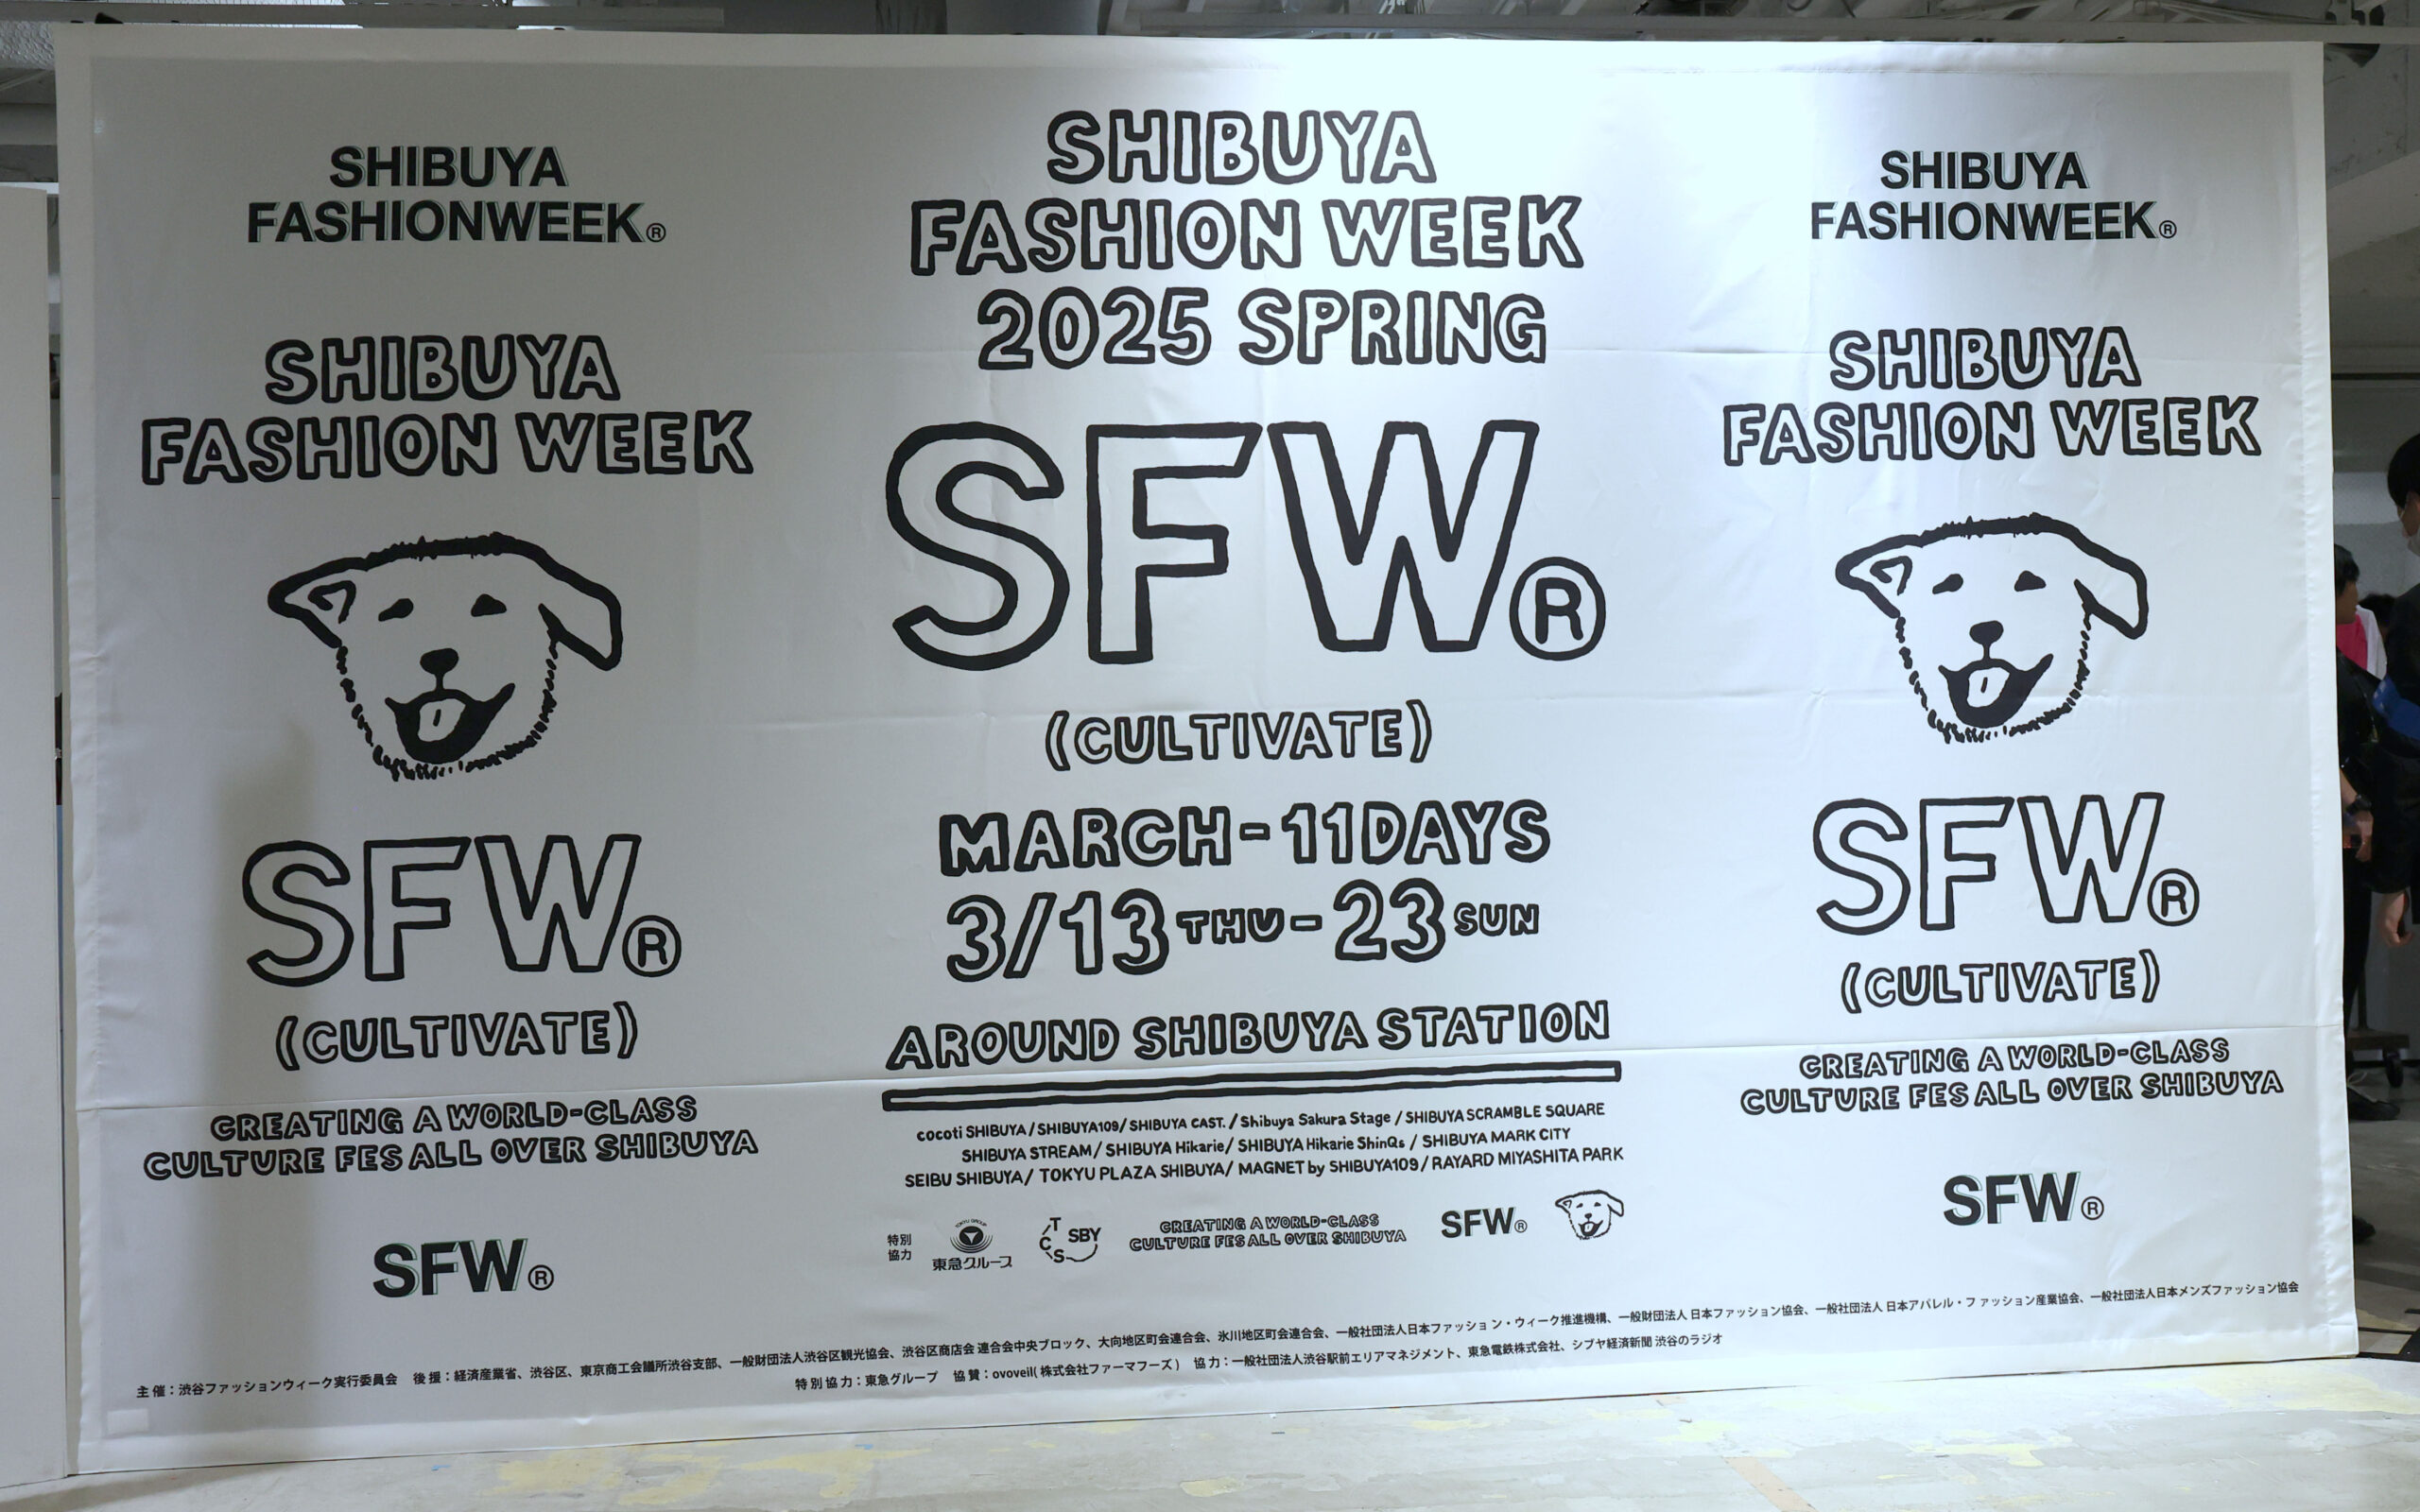 SHIBUYA
FASHIONWEEK®
SHIBUYA
FASHION WEEK
SFW®
(CULTIVATE)
CREATING A WORLD-CLASS
CULTURE FES ALL OVER SHIBUYA
SFW®
SHIBUYA
FASHION WEEK
2025 SPRING
SFW®
(CULTIVATE)
MARCH-11DAYS
3/13 THU-23 SUN
AROUND SHIBUYA STATION
cocoti SHIBUYA / SHIBUYA109 / SHIBUYA CAST. / Shibuya Sakura Stage / SHIBUYA SCRAMBLE SQUARE
SHIBUYA STREAM / SHIBUYA Hikarie / SHIBUYA Hikarie ShinQs / SHIBUYA MARK CITY
SEIBU SHIBUYA / TOKYU PLAZA SHIBUYA / MAGNET by SHIBUYA109 / RAYARD MIYASHITA PARK
特別
協力
TOKYU GROUP
東急グループ
T
C
S
SBY
CREATING A WORLD-CLASS
CULTURE FES ALL OVER SHIBUYA
SFW®
SHIBUYA
FASHIONWEEK®
SHIBUYA
FASHION WEEK
SFW®
(CULTIVATE)
CREATING A WORLD-CLASS
CULTURE FES ALL OVER SHIBUYA
SFW®
主催：渋谷ファッションウィーク実行委員会　後援：経済産業省、渋谷区、東京商工会議所渋谷支部、一般財団法人渋谷区観光協会、渋谷区商店会連合会中央ブロック、大向地区町会連合会、氷川地区町会連合会、一般社団法人日本ファッション・ウィーク推進機構、一般財団法人日本ファッション協会、一般社団法人日本アパレル・ファッション産業協会、一般社団法人日本メンズファッション協会
特別協力：東急グループ　協賛：ovoveil(株式会社ファーマフーズ)　協力：一般社団法人渋谷駅前エリアマネジメント、東急電鉄株式会社、シブヤ経済新聞 渋谷のラジオ